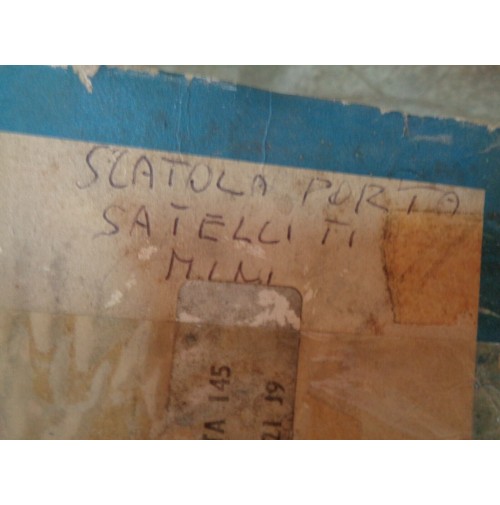 SCATOLA PORTA
SATELLITI
MINI
TA 145
21 19